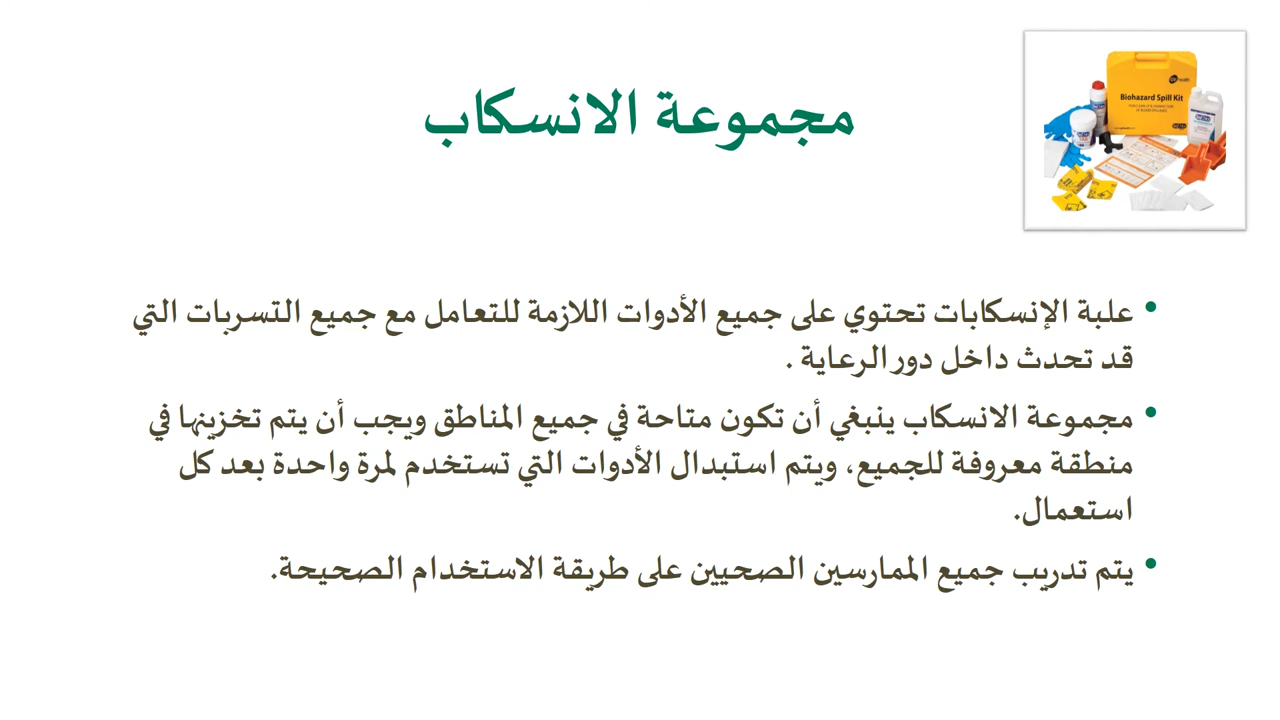 مجموعة الانسكاب
Biohazard Spill Kit
علبة الإنسكابات تحتوي على جميع الأدوات اللازمة للتعامل مع جميع التسربات التي
قد تحدث داخل دور الرعاية .
مجموعة الانسكاب ينبغي أن تكون متاحة في جميع المناطق ويجب أن يتم تخزينها في
منطقة معروفة للجميع، ويتم استبدال الأدوات التي تستخدم لمرة واحدة بعد كل
استعمال.
يتم تدريب جميع الممارسين الصحيين على طريقة الاستخدام الصحيحة.